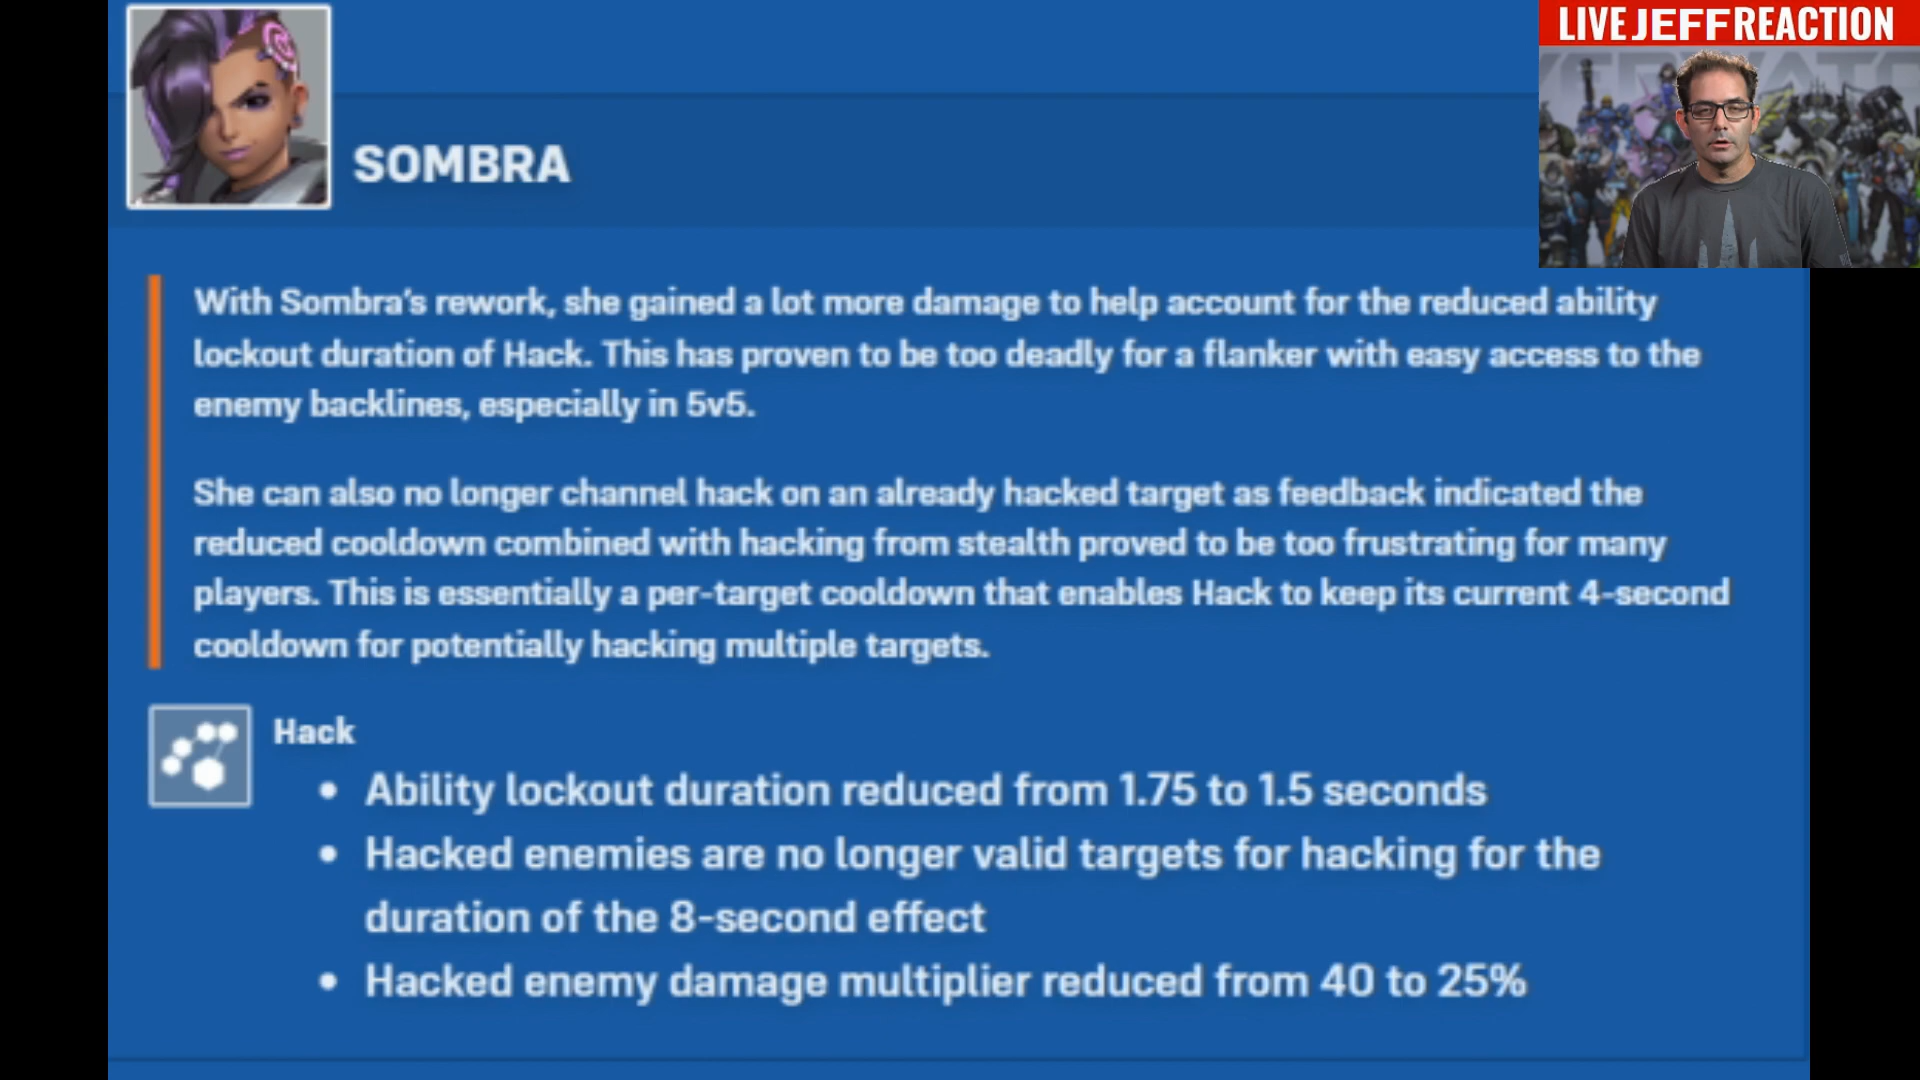 LIVE JEFF REACTION
SOMBRA
With Sombra's rework, she gained a lot more damage to help account for the reduced ability
lockout duration of Hack. This has proven to be too deadly for a flanker with easy access to the
enemy backlines, especially in 5v5.
She can also no longer channel hack on an already hacked target as feedback indicated the
reduced cooldown combined with hacking from stealth proved to be too frustrating for many
players. This is essentially a per-target cooldown that enables Hack to keep its current 4-second
cooldown for potentially hacking multiple targets.
Hack
• Ability lockout duration reduced from 1.75 to 1.5 seconds
• Hacked enemies are no longer valid targets for hacking for the
duration of the 8-second effect
• Hacked enemy damage multiplier reduced from 40 to 25%